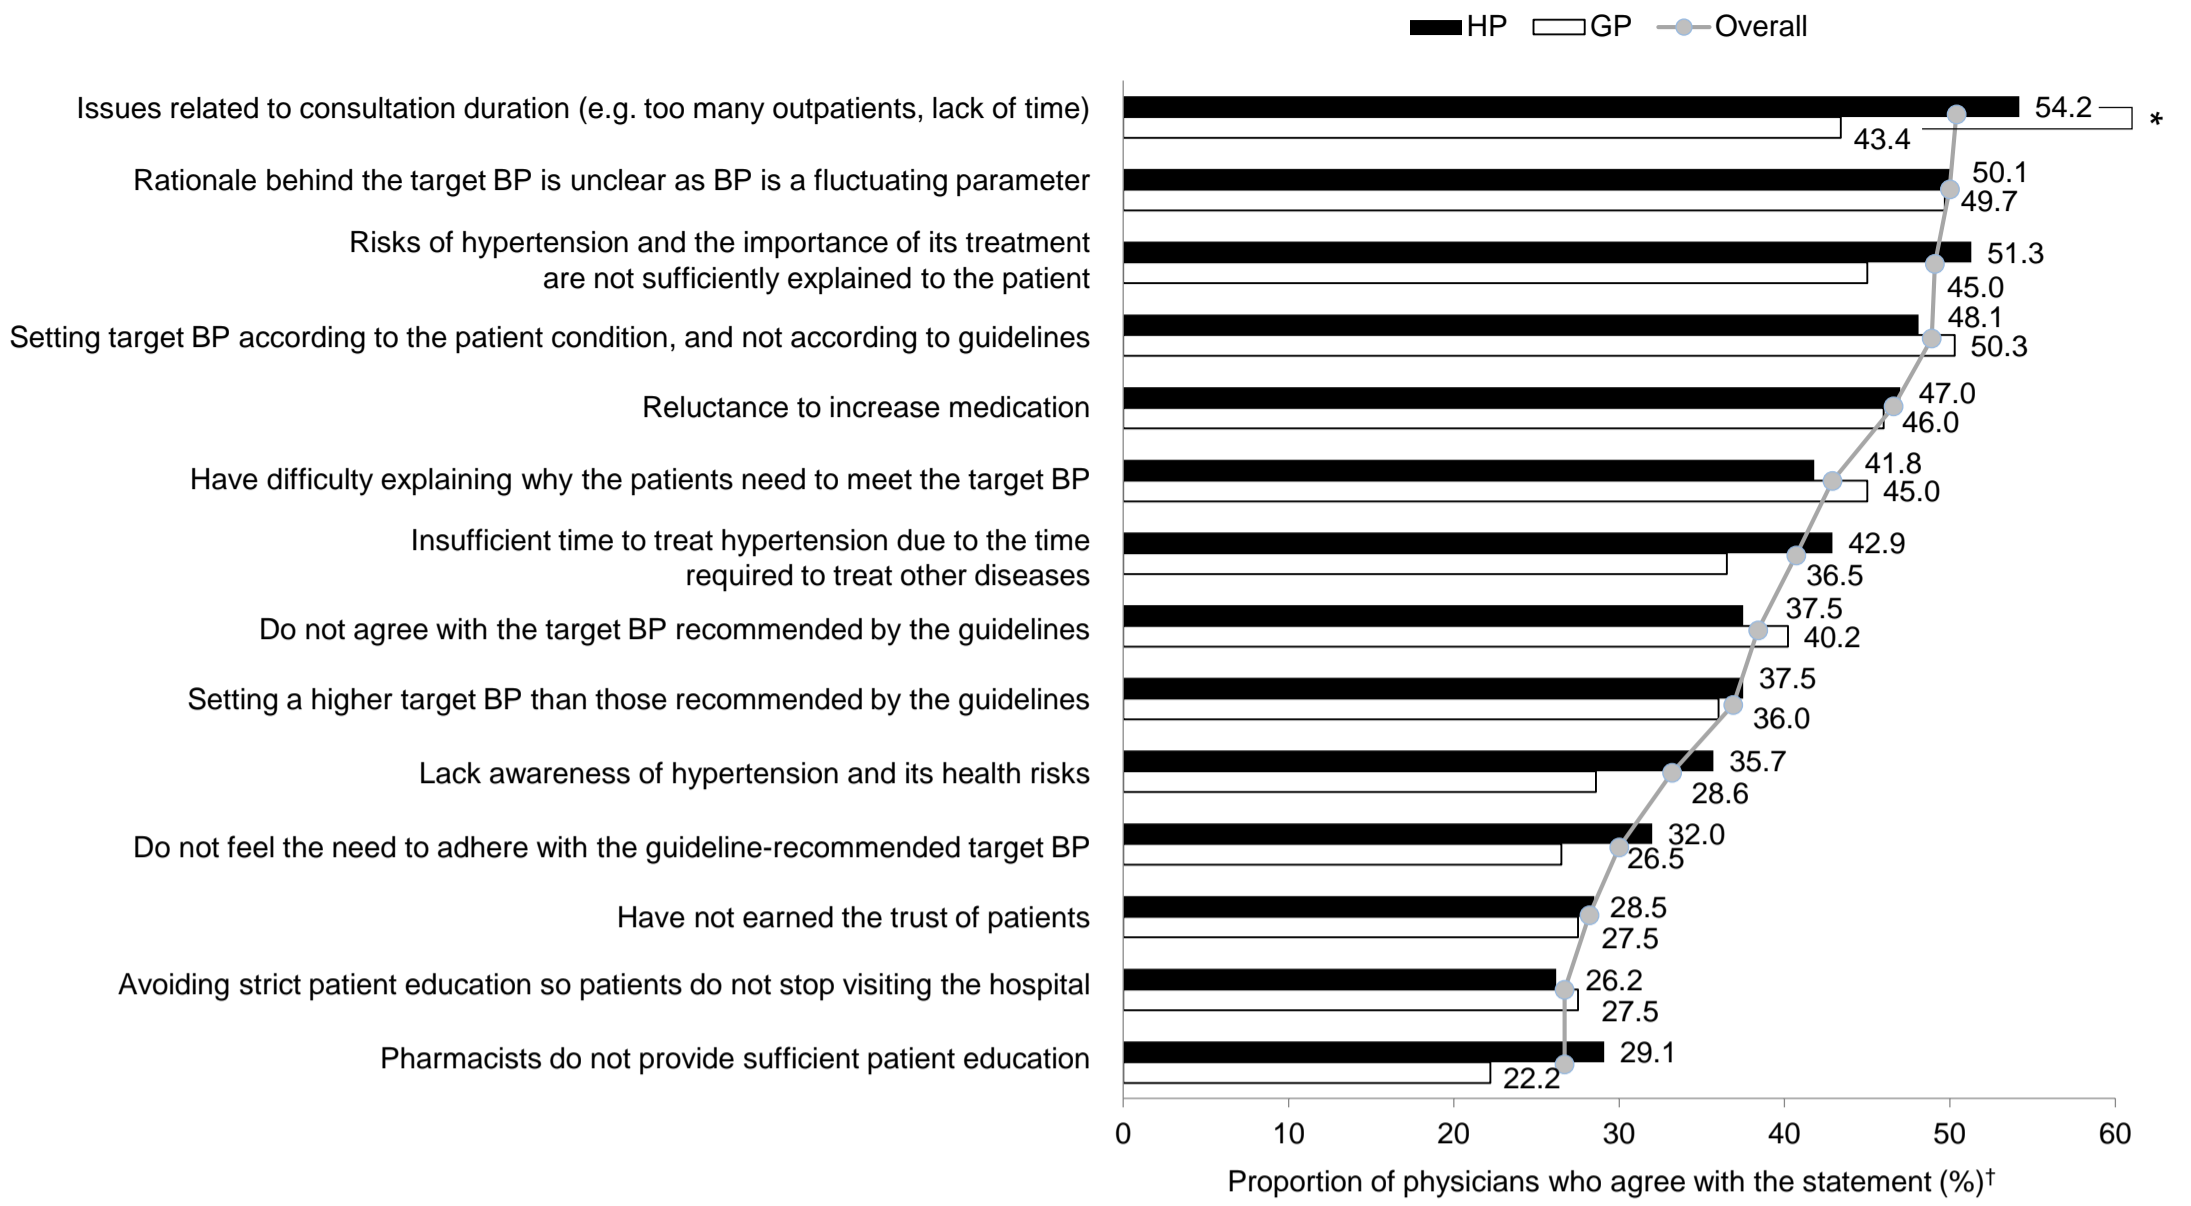 HP GP Overall
Issues related to consultation duration (e.g. too many outpatients, lack of time)
54.2
*
43.4
Rationale behind the target BP is unclear as BP is a fluctuating parameter
50.1
49.7
Risks of hypertension and the importance of its treatment
are not sufficiently explained to the patient
51.3
45.0
Setting target BP according to the patient condition, and not according to guidelines
48.1
50.3
Reluctance to increase medication
47.0
46.0
Have difficulty explaining why the patients need to meet the target BP
41.8
45.0
Insufficient time to treat hypertension due to the time
required to treat other diseases
42.9
36.5
Do not agree with the target BP recommended by the guidelines
37.5
40.2
Setting a higher target BP than those recommended by the guidelines
37.5
36.0
Lack awareness of hypertension and its health risks
35.7
28.6
Do not feel the need to adhere with the guideline-recommended target BP
32.0
26.5
Have not earned the trust of patients
28.5
27.5
Avoiding strict patient education so patients do not stop visiting the hospital
26.2
27.5
Pharmacists do not provide sufficient patient education
29.1
22.2
0 10 20 30 40 50 60
Proportion of physicians who agree with the statement (%)†